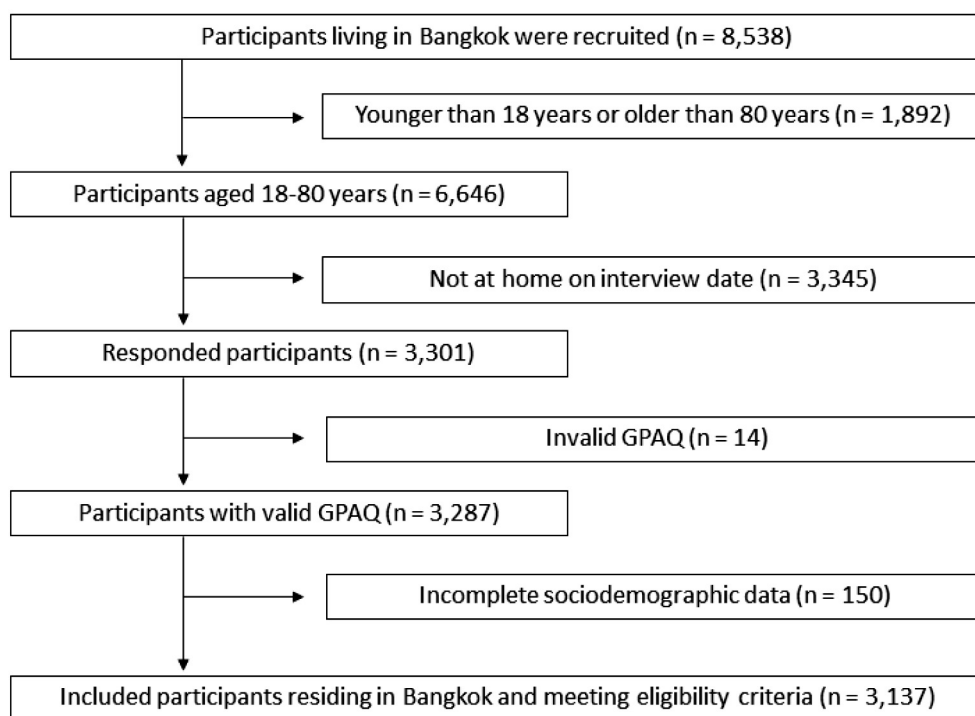 Participants living in Bangkok were recruited (n = 8,538)
Younger than 18 years or older than 80 years (n = 1,892)
Participants aged 18-80 years (n = 6,646)
Not at home on interview date (n = 3,345)
Responded participants (n = 3,301)
Invalid GPAQ (n = 14)
Participants with valid GPAQ (n = 3,287)
Incomplete sociodemographic data (n = 150)
Included participants residing in Bangkok and meeting eligibility criteria (n = 3,137)